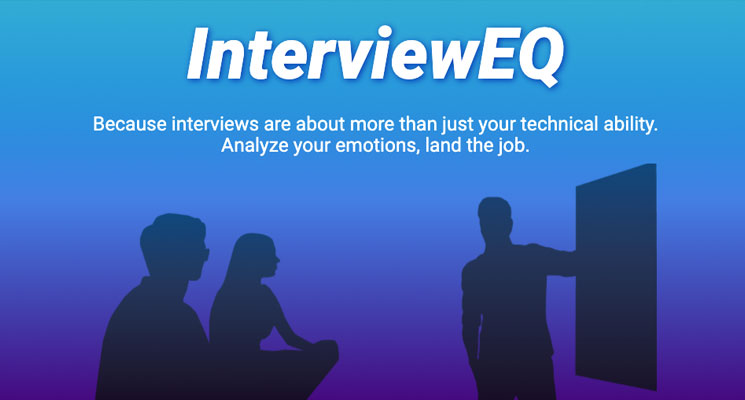 InterviewEQ
Because interviews are about more than just your technical ability.
Analyze your emotions, land the job.